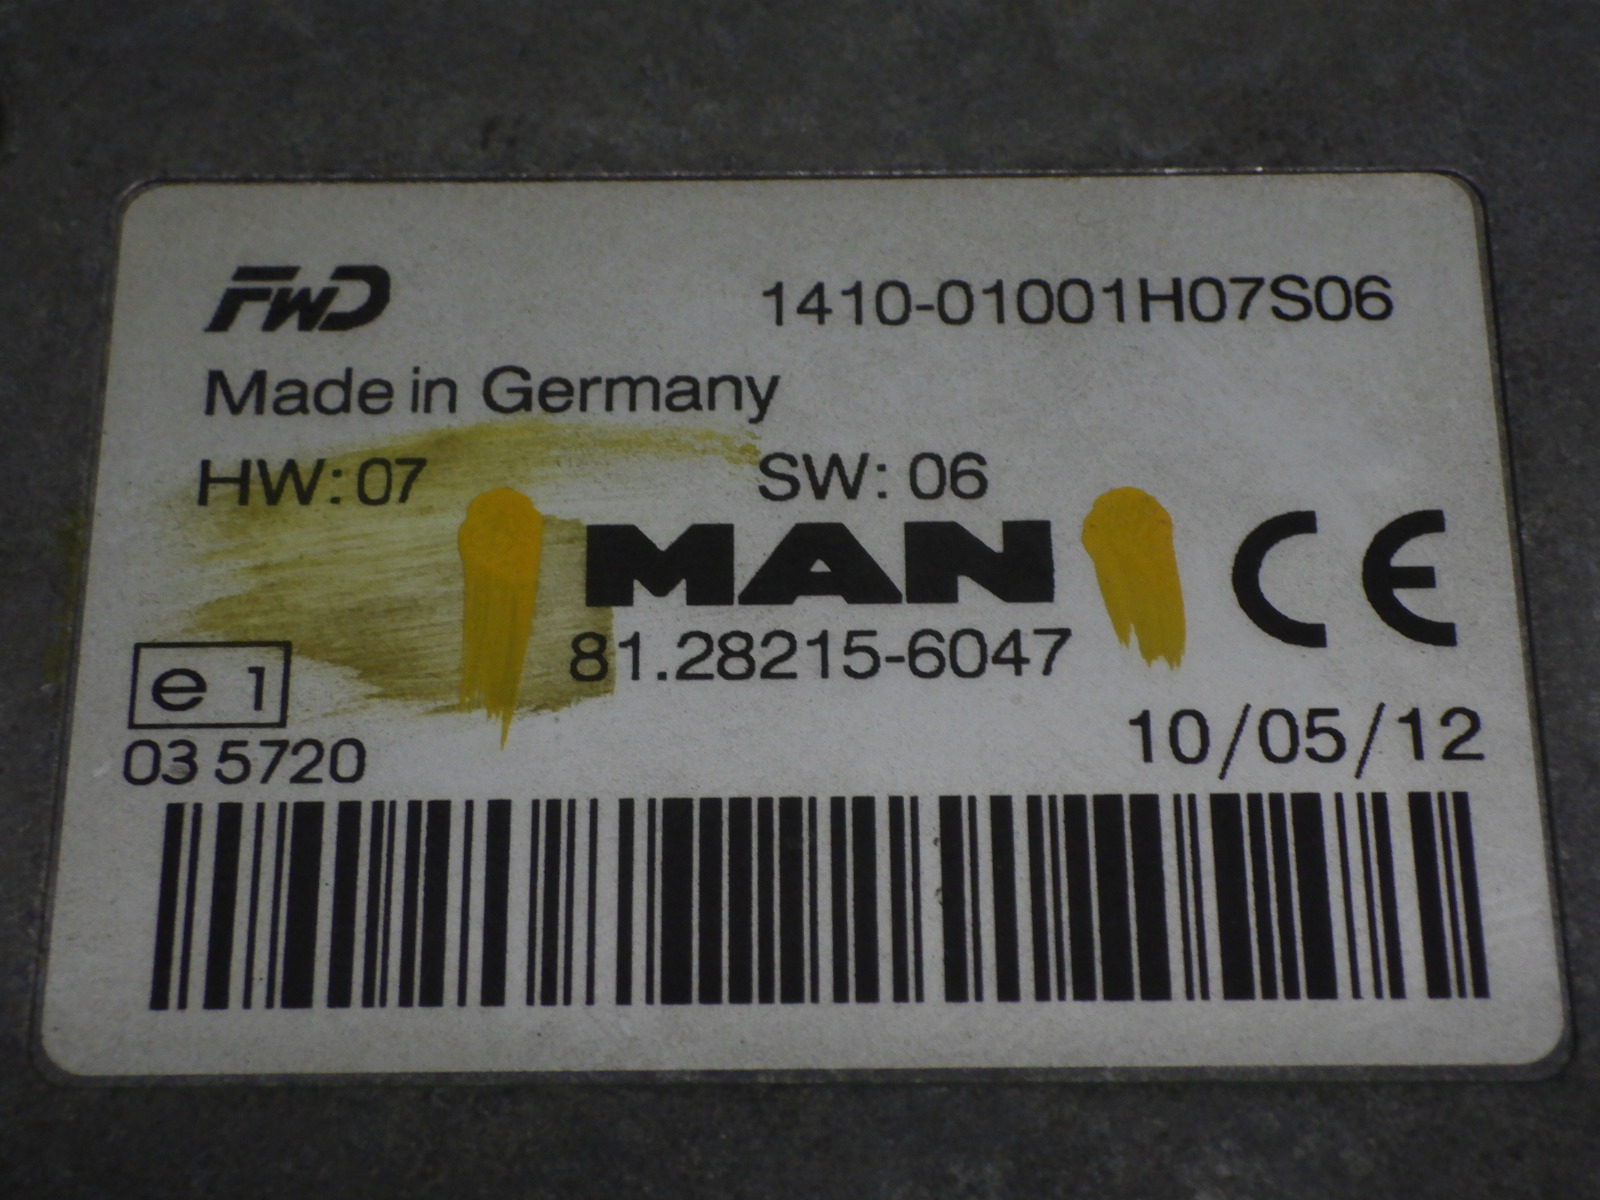 FWD 1410-01001H07S06
Made in Germany
HW: 07 SW: 06
MAN CE
81.28215-6047
e 1
10/05/12
03 5720